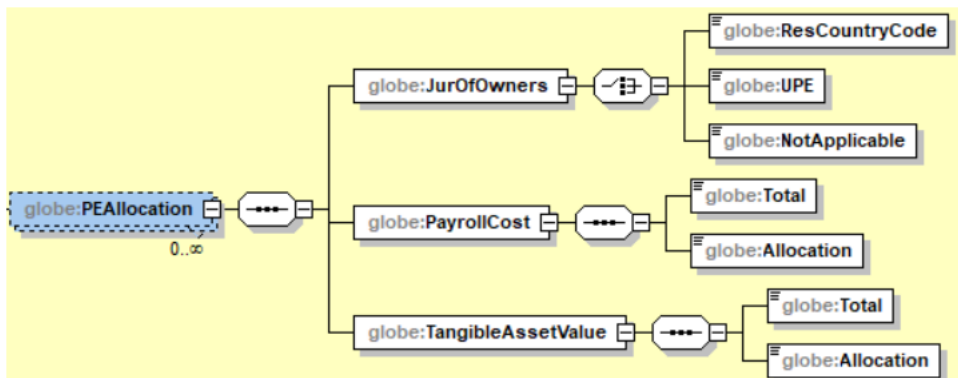 globe:ResCountryCode
globe:JurOfOwners
globe:UPE
globe:NotApplicable
globe:PEAllocation
0..∞
globe:PayrollCost
globe:Total
globe:Allocation
globe:TangibleAssetValue
globe:Total
globe:Allocation